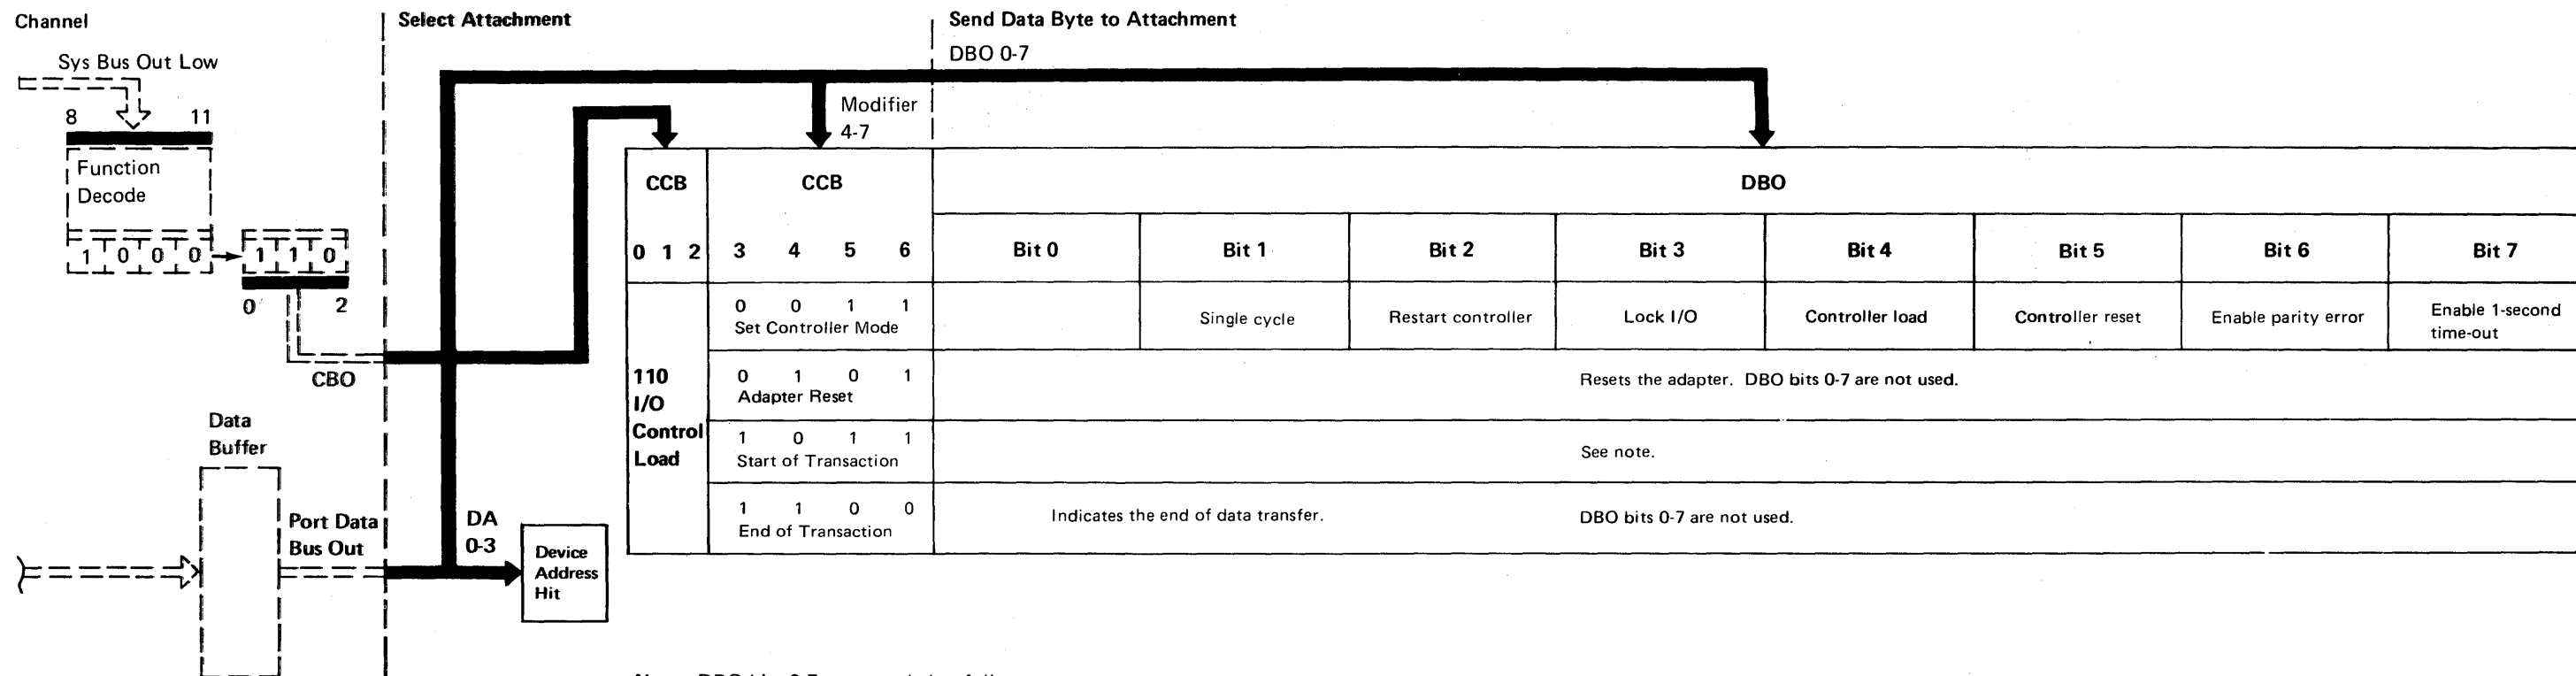 Channel
Select Attachment
Send Data Byte to Attachment
DBO 0-7
Sys Bus Out Low
8 11
Modifier
4-7
Function
Decode
1 0 0 0
1 1 0
0 2
CBO
CCB CCB DBO
0 1 2 3 4 5 6 Bit 0 Bit 1 Bit 2 Bit 3 Bit 4 Bit 5 Bit 6 Bit 7
110
I/O
Control
Load
0 0 1 1
Set Controller Mode
Single cycle
Restart controller
Lock I/O
Controller load
Controller reset
Enable parity error
Enable 1-second
time-out
0 1 0 1
Adapter Reset
Resets the adapter. DBO bits 0-7 are not used.
1 0 1 1
Start of Transaction
See note.
1 1 0 0
End of Transaction
Indicates the end of data transfer. DBO bits 0-7 are not used.
Data
Buffer
Port Data
Bus Out
DA
0-3
Device
Address
Hit